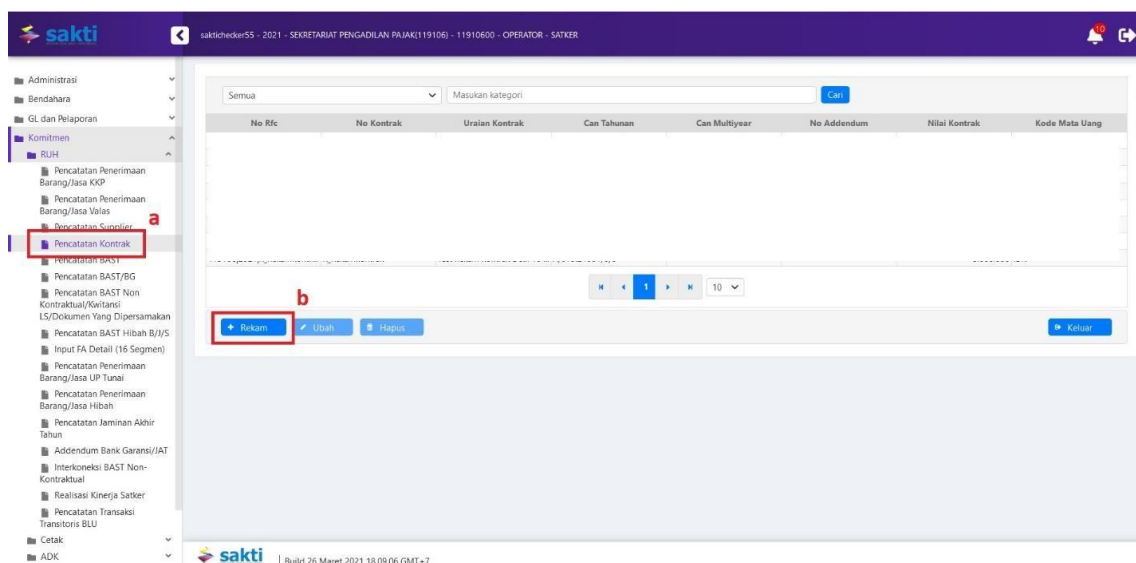 sakti
saktichecker55 - 2021 - SEKRETARIAT PENGADILAN PAJAK(119106) - 11910600 - OPERATOR - SATKER
10
Administrasi
Bendahara
GL dan Pelaporan
Komitmen
RUH
Pencatatan Penerimaan
Barang/Jasa KKP
Pencatatan Penerimaan
Barang/Jasa Valas
Pencatatan Supplier
a
Pencatatan Kontrak
Pencatatan BAST
Pencatatan BAST/BG
Pencatatan BAST Non
Kontraktual/Kwitansi
LS/Dokumen Yang Dipersamakan
Pencatatan BAST Hibah B/J/S
Input FA Detail (16 Segmen)
Pencatatan Penerimaan
Barang/Jasa UP Tunai
Pencatatan Penerimaan
Barang/Jasa Hibah
Pencatatan Jaminan Akhir
Tahun
Addendum Bank Garansi/JAT
Interkoneksi BAST Non-
Kontraktual
Realisasi Kinerja Satker
Pencatatan Transaksi
Transitoris BLU
Cetak
ADK
Semua Masukan kategori Cari
No Rfc No Kontrak Uraian Kontrak Can Tahunan Can Multiyear No Addendum Nilai Kontrak Kode Mata Uang
1 10
b
Rekam Ubah Hapus Keluar
sakti Build 26 Maret 2021 18.09.06 GMT+7